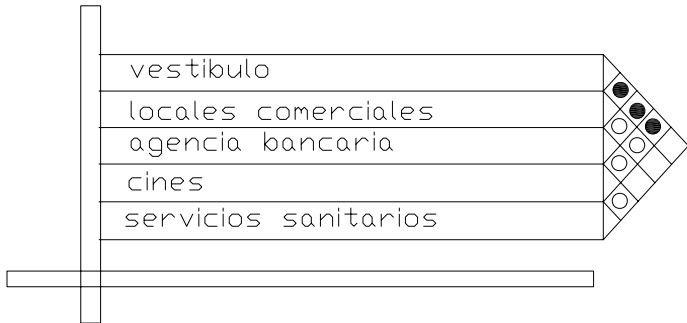 vestibulo
locales comerciales
agencia bancaria
cines
servicios sanitarios